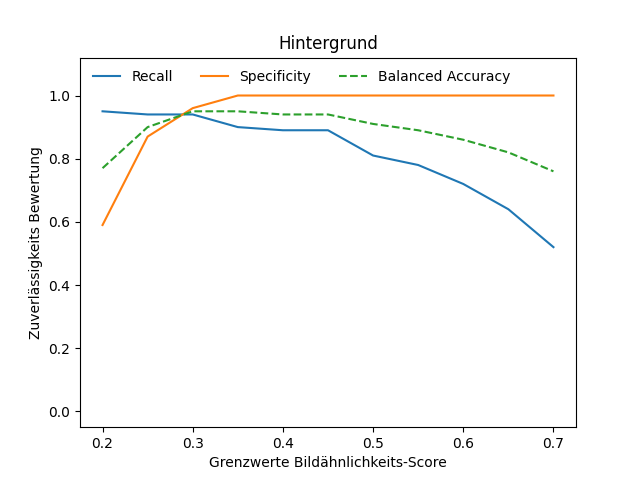 Hintergrund
Recall Specificity Balanced Accuracy
1.0
0.8
0.6
0.4
0.2
0.0
Zuverlässigkeits Bewertung
0.2 0.3 0.4 0.5 0.6 0.7
Grenzwerte Bildähnlichkeits-Score